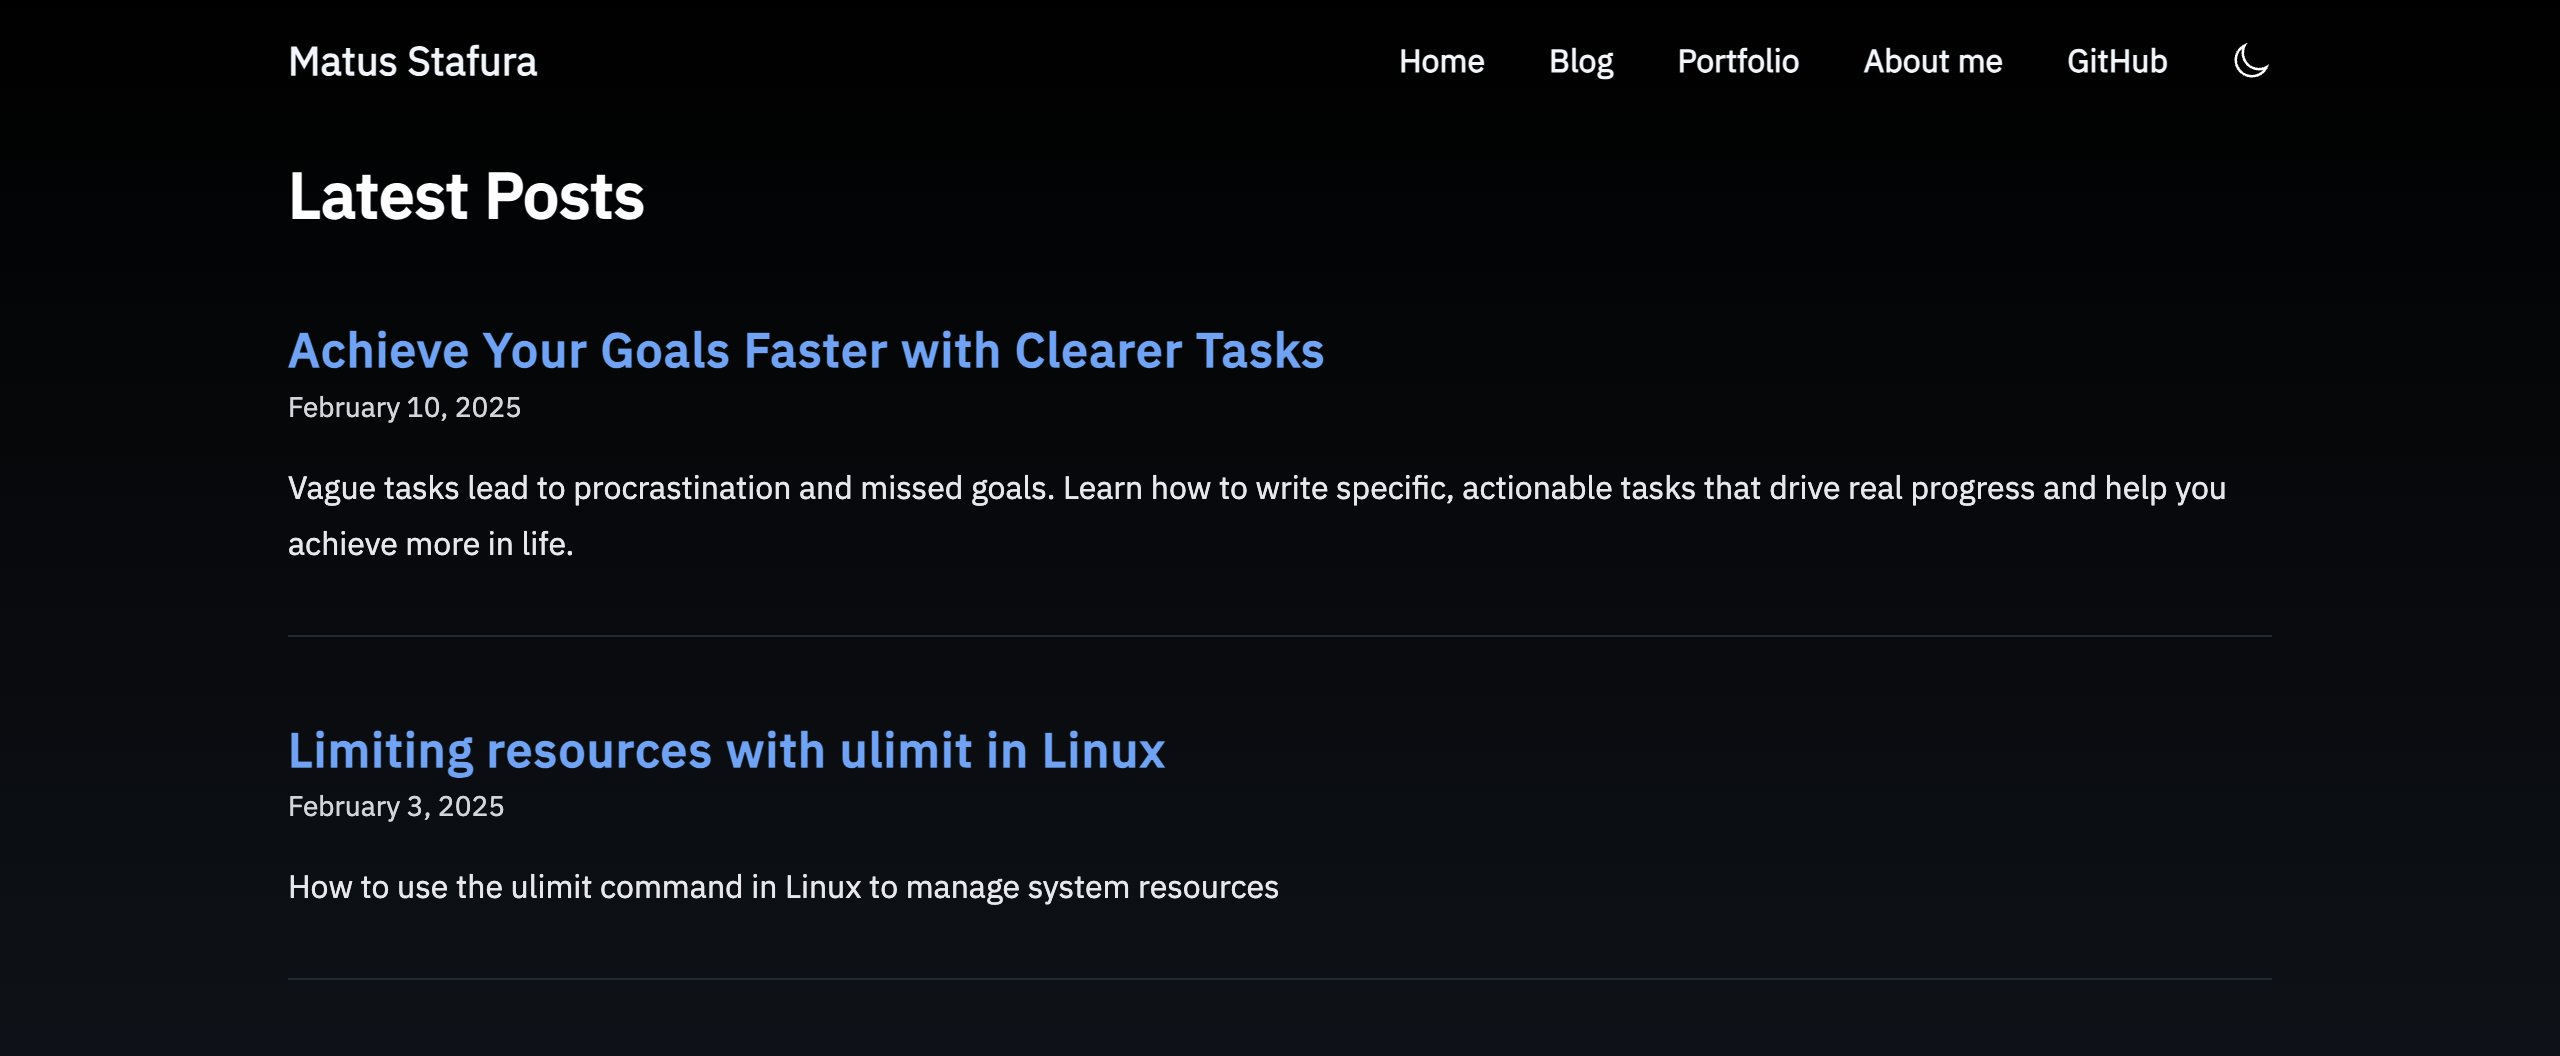 Matus Stafura
Home Blog Portfolio About me GitHub
Latest Posts
Achieve Your Goals Faster with Clearer Tasks
February 10, 2025
Vague tasks lead to procrastination and missed goals. Learn how to write specific, actionable tasks that drive real progress and help you
achieve more in life.
Limiting resources with ulimit in Linux
February 3, 2025
How to use the ulimit command in Linux to manage system resources